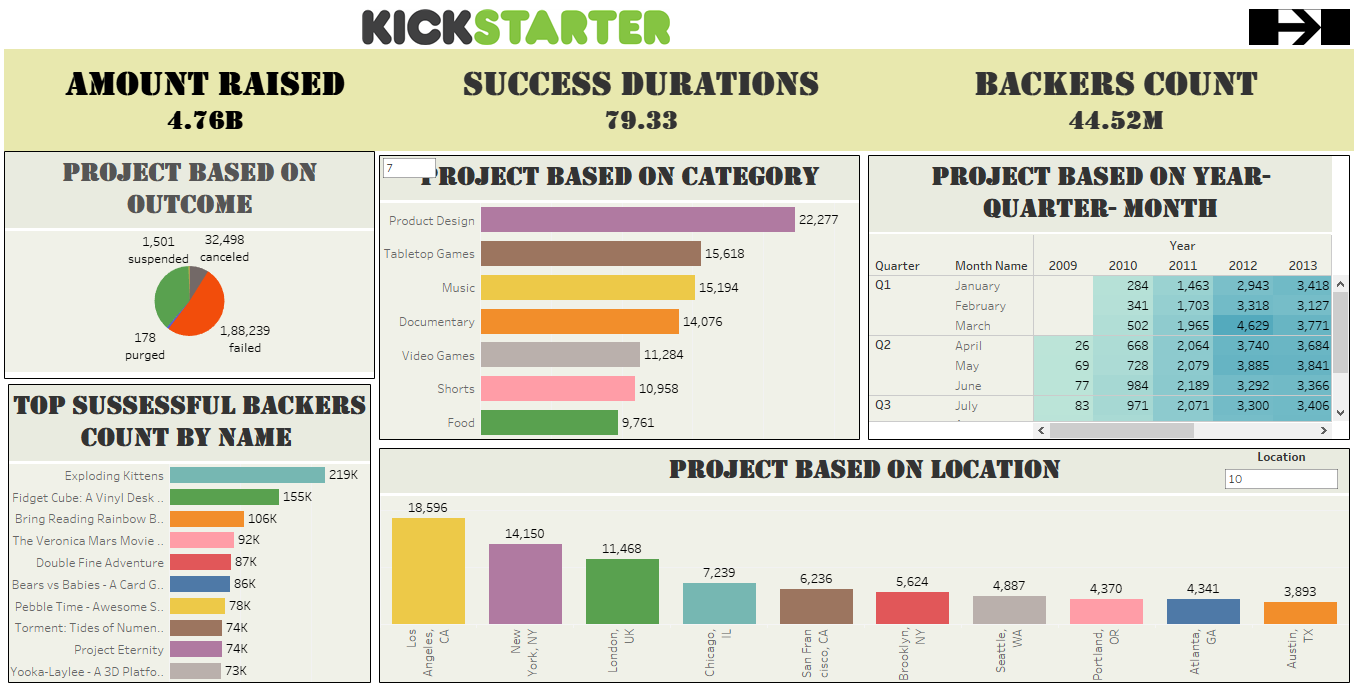 KICKSTARTER
AMOUNT RAISED
4.76B
SUCCESS DURATIONS
79.33
BACKERS COUNT
44.52M
PROJECT BASED ON
OUTCOME
1,501
suspended
32,498
canceled
178
purged
1,88,239
failed
7
PROJECT BASED ON CATEGORY
Product Design 22,277
Tabletop Games 15,618
Music 15,194
Documentary 14,076
Video Games 11,284
Shorts 10,958
Food 9,761
PROJECT BASED ON YEAR-
QUARTER- MONTH
Year
Quarter Month Name 2009 2010 2011 2012 2013
Q1 January 284 1,463 2,943 3,418
February 341 1,703 3,318 3,127
March 502 1,965 4,629 3,771
Q2 April 26 668 2,064 3,740 3,684
May 69 728 2,079 3,885 3,841
June 77 984 2,189 3,292 3,366
Q3 July 83 971 2,071 3,300 3,406
TOP SUSSESSFUL BACKERS
COUNT BY NAME
Exploding Kittens 219K
Fidget Cube: A Vinyl Desk .. 155K
Bring Reading Rainbow B.. 106K
The Veronica Mars Movie .. 92K
Double Fine Adventure 87K
Bears vs Babies - A Card G.. 86K
Pebble Time - Awesome S.. 78K
Torment: Tides of Numen.. 74K
Project Eternity 74K
Yooka-Laylee - A 3D Platfo.. 73K
PROJECT BASED ON LOCATION
Location
10
18,596
14,150
11,468
7,239
6,236
5,624
4,887
4,370
4,341
3,893
Los
Angeles,
CA
New
York, NY
London,
UK
Chicago,
IL
San Fran
cisco, CA
Brooklyn,
NY
Seattle,
WA
Portland,
OR
Atlanta,
GA
Austin,
TX